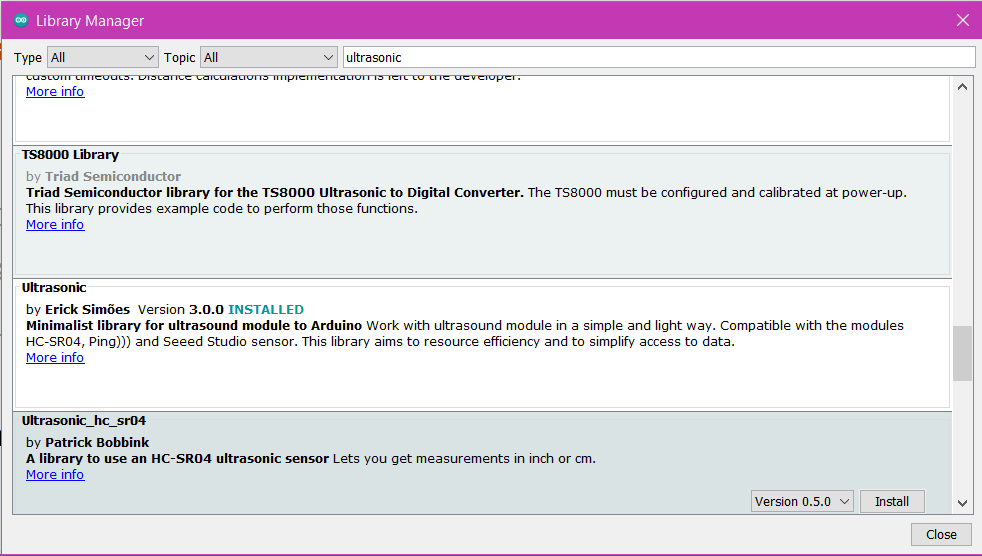 Library Manager
Type All Topic All ultrasonic
custom timeouts. Distance calculations implementation is left to the developer.
More info
TS8000 Library
by Triad Semiconductor
Triad Semiconductor library for the TS8000 Ultrasonic to Digital Converter. The TS8000 must be configured and calibrated at power-up.
This library provides example code to perform those functions.
More info
Ultrasonic
by Erick Simões Version 3.0.0 INSTALLED
Minimalist library for ultrasound module to Arduino Work with ultrasound module in a simple and light way. Compatible with the modules
HC-SR04, Ping))) and Seeed Studio sensor. This library aims to resource efficiency and to simplify access to data.
More info
Ultrasonic_hc_sr04
by Patrick Bobbink
A library to use an HC-SR04 ultrasonic sensor Lets you get measurements in inch or cm.
More info
Version 0.5.0 Install
Close